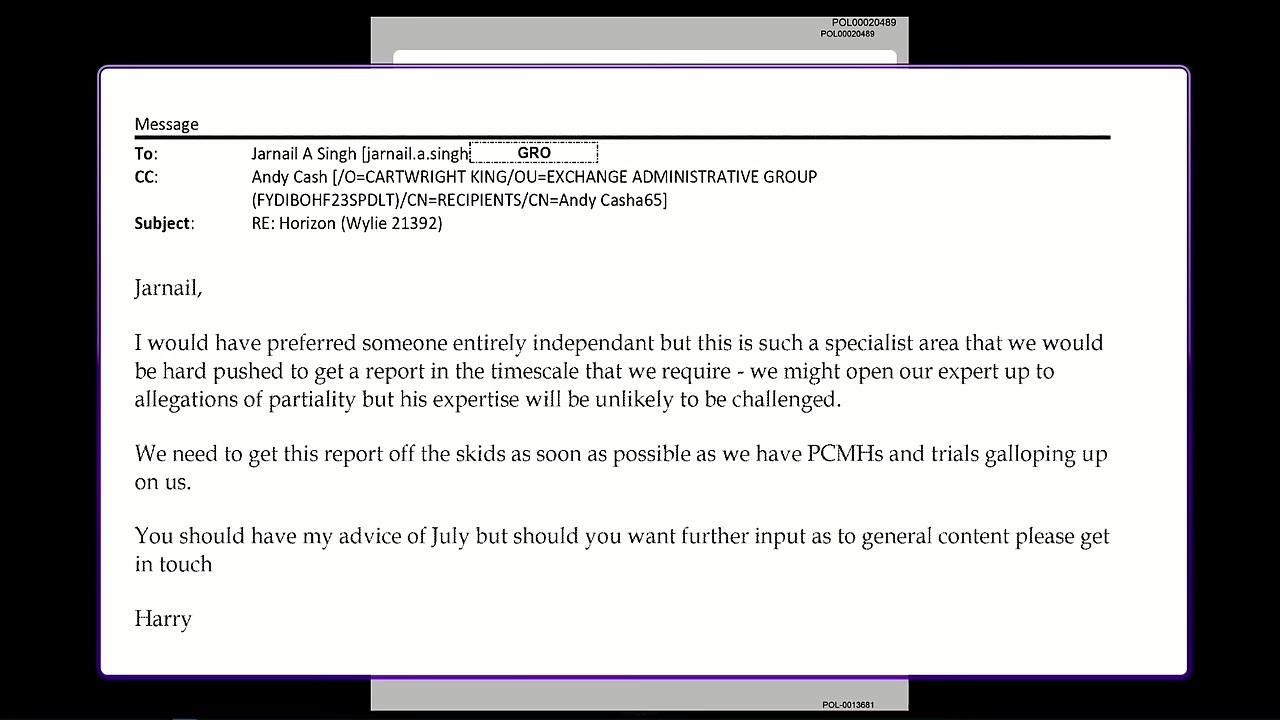 POL00020489
POL00020489
Message
To: Jarnail A Singh [jarnail.a.singh GRO
CC: Andy Cash [/O=CARTWRIGHT KING/OU=EXCHANGE ADMINISTRATIVE GROUP
(FYDIBOHF23SPDLT)/CN=RECIPIENTS/CN=Andy Casha65]
Subject: RE: Horizon (Wylie 21392)
Jarnail,
I would have preferred someone entirely independant but this is such a specialist area that we would
be hard pushed to get a report in the timescale that we require - we might open our expert up to
allegations of partiality but his expertise will be unlikely to be challenged.
We need to get this report off the skids as soon as possible as we have PCMHs and trials galloping up
on us.
You should have my advice of July but should you want further input as to general content please get
in touch
Harry
POL-0013681